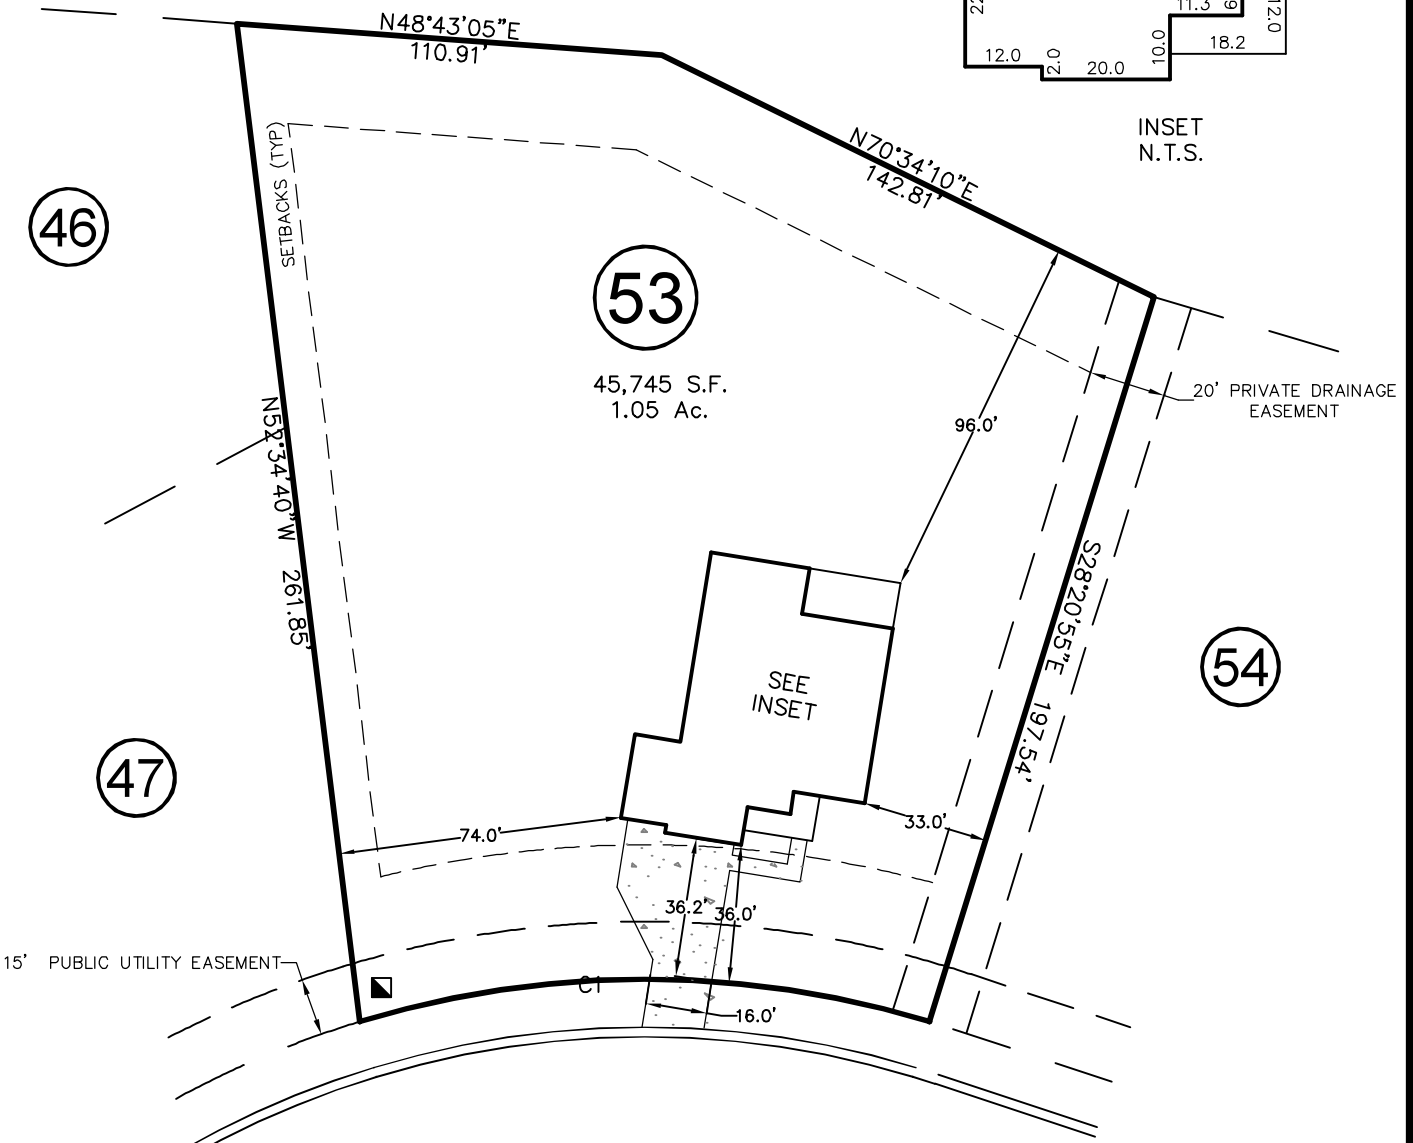 N48°43'05"E
110.91'
22
12.0
2.0
20.0
10.0
11.3
18.2
12.0
INSET
N.T.S.
N70°34'10"E
142.81'
SETBACKS (TYP)
46
53
45,745 S.F.
1.05 Ac.
20' PRIVATE DRAINAGE
EASEMENT
96.0'
N52°34'40"W 261.85'
S28°20'55"E 197.54'
SEE
INSET
54
47
74.0'
33.0'
36.2'
36.0'
15' PUBLIC UTILITY EASEMENT
C1
16.0'